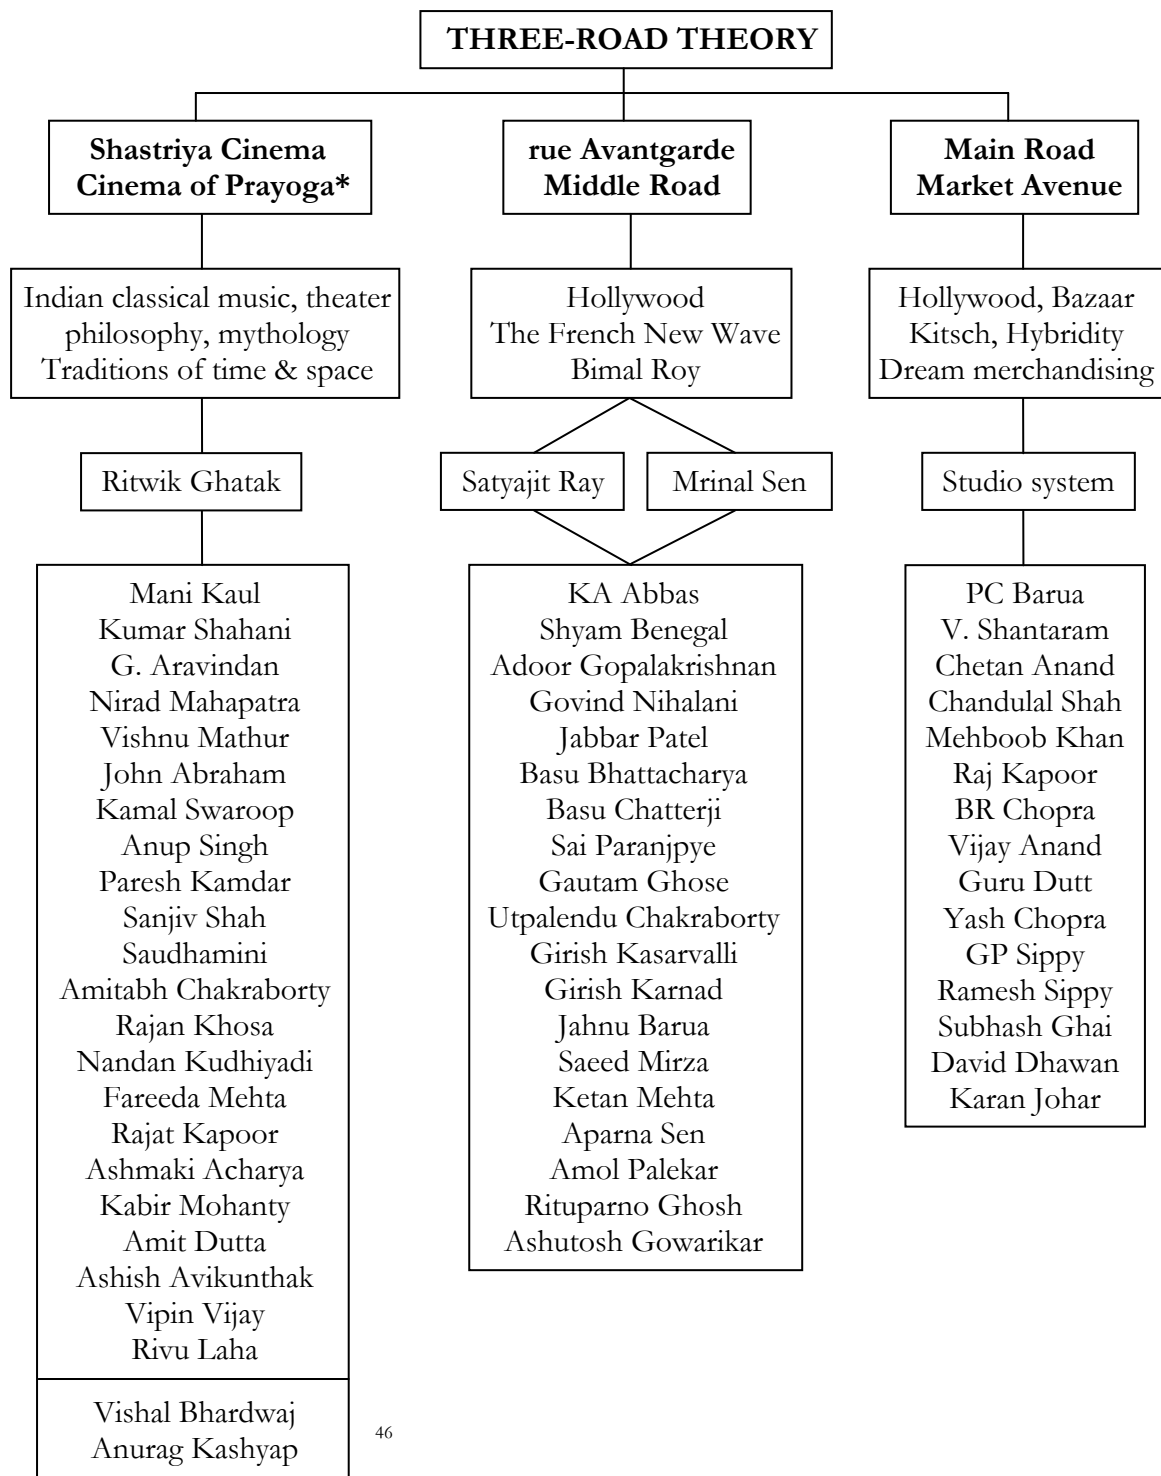 THREE-ROAD THEORY
Shastriya Cinema
Cinema of Prayoga*
Indian classical music, theater
philosophy, mythology
Traditions of time & space
Ritwik Ghatak
Mani Kaul
Kumar Shahani
G. Aravindan
Nirad Mahapatra
Vishnu Mathur
John Abraham
Kamal Swaroop
Anup Singh
Paresh Kamdar
Sanjiv Shah
Saudhamini
Amitabh Chakraborty
Rajan Khosa
Nandan Kudhiyadi
Fareeda Mehta
Rajat Kapoor
Ashmaki Acharya
Kabir Mohanty
Amit Dutta
Ashish Avikunthak
Vipin Vijay
Rivu Laha
Vishal Bhardwaj
Anurag Kashyap
rue Avantgarde
Middle Road
Hollywood
The French New Wave
Bimal Roy
Satyajit Ray
Mrinal Sen
KA Abbas
Shyam Benegal
Adoor Gopalakrishnan
Govind Nihalani
Jabbar Patel
Basu Bhattacharya
Basu Chatterji
Sai Paranjpye
Gautam Ghose
Utpalendu Chakraborty
Girish Kasarvalli
Girish Karnad
Jahnu Barua
Saeed Mirza
Ketan Mehta
Aparna Sen
Amol Palekar
Rituparno Ghosh
Ashutosh Gowarikar
Main Road
Market Avenue
Hollywood, Bazaar
Kitsch, Hybridity
Dream merchandising
Studio system
PC Barua
V. Shantaram
Chetan Anand
Chandulal Shah
Mehboob Khan
Raj Kapoor
BR Chopra
Vijay Anand
Guru Dutt
Yash Chopra
GP Sippy
Ramesh Sippy
Subhash Ghai
David Dhawan
Karan Johar
46